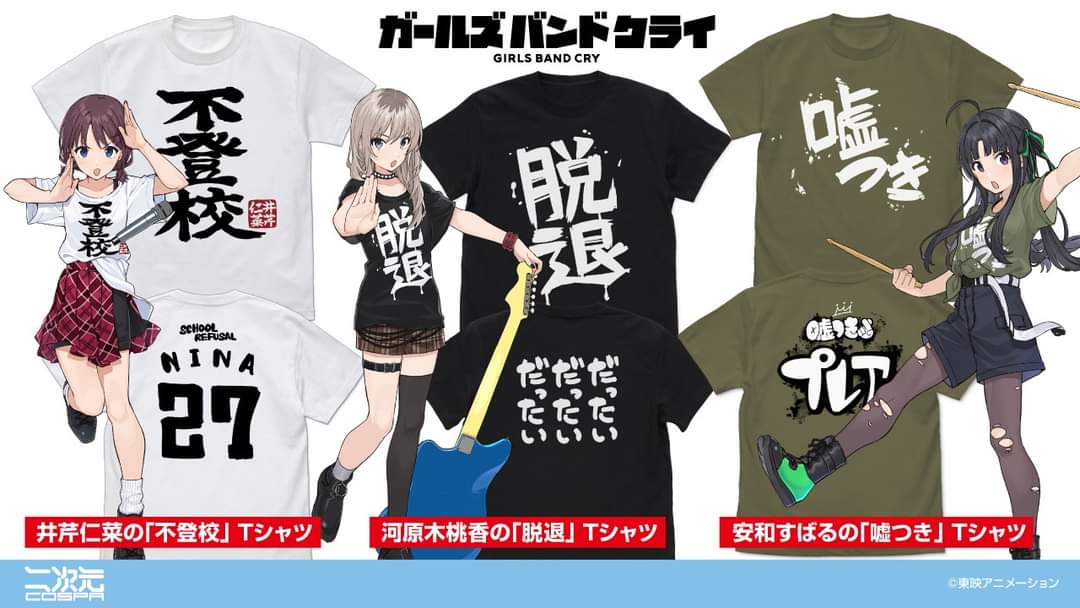 ガールズバンドクライ
GIRLS BAND CRY
不登校
井芹
仁菜
不登校
SCHOOL
REFUSAL
NINA
27
脱退
脱退
だったい
だったい
だったい
嘘
つき
嘘
つき
プレア
井芹仁菜の「不登校」Tシャツ
河原木桃香の「脱退」Tシャツ
安和すばるの「嘘つき」Tシャツ
二次元
COSPA
©東映アニメーション